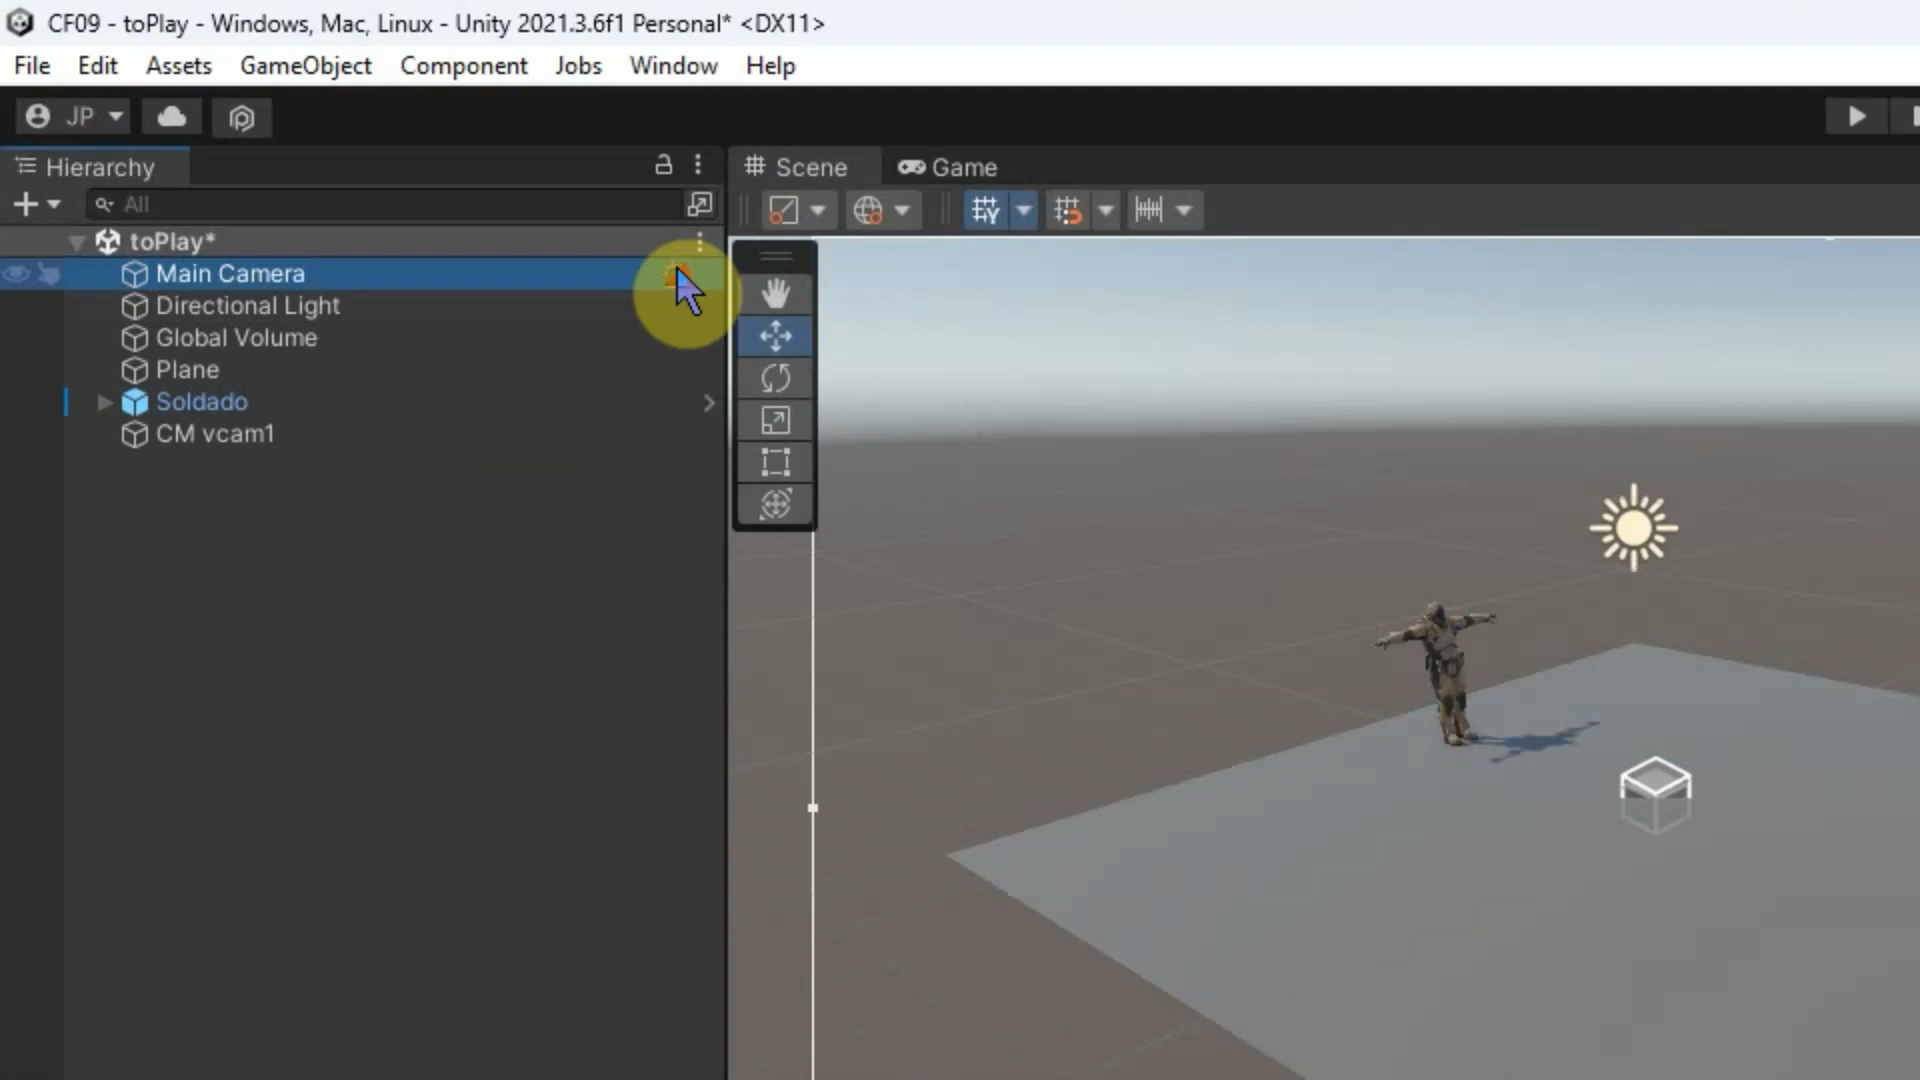 CF09 - toPlay - Windows, Mac, Linux - Unity 2021.3.6f1 Personal* <DX11>
File Edit Assets GameObject Component Jobs Window Help
JP
Hierarchy
Scene
Game
All
toPlay*
Main Camera
Directional Light
Global Volume
Plane
Soldado
CM vcam1